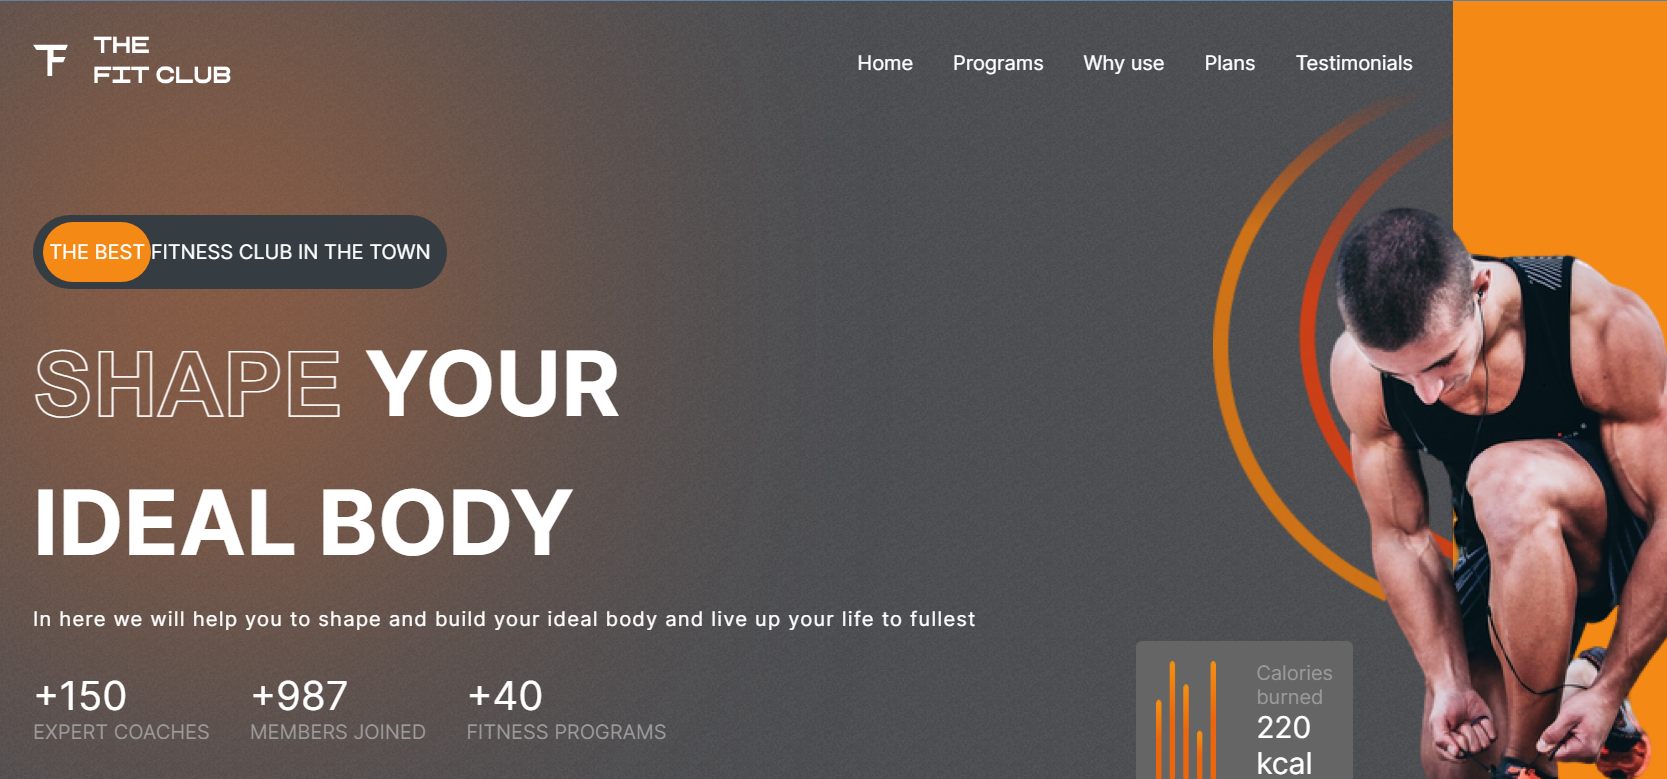 THE
FIT CLUB
Home Programs Why use Plans Testimonials
THE BEST FITNESS CLUB IN THE TOWN
SHAPE YOUR
IDEAL BODY
In here we will help you to shape and build your ideal body and live up your life to fullest
+150 +987 +40
EXPERT COACHES MEMBERS JOINED FITNESS PROGRAMS
Calories
burned
220
kcal